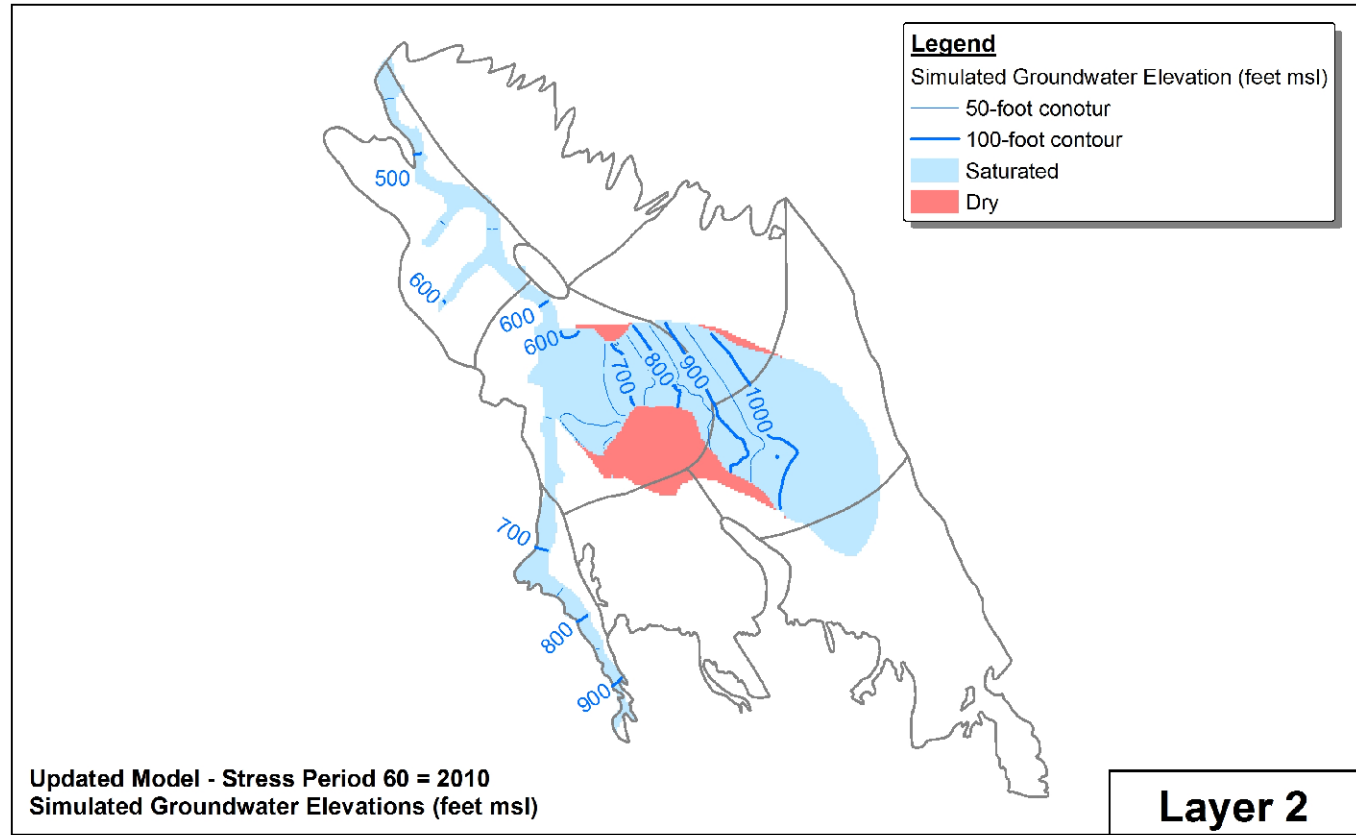 Legend
Simulated Groundwater Elevation (feet msl)
50-foot conotur
100-foot contour
Saturated
Dry
500
600
600
600
700
800
900
1000
700
800
900
Updated Model - Stress Period 60 = 2010
Simulated Groundwater Elevations (feet msl)
Layer 2